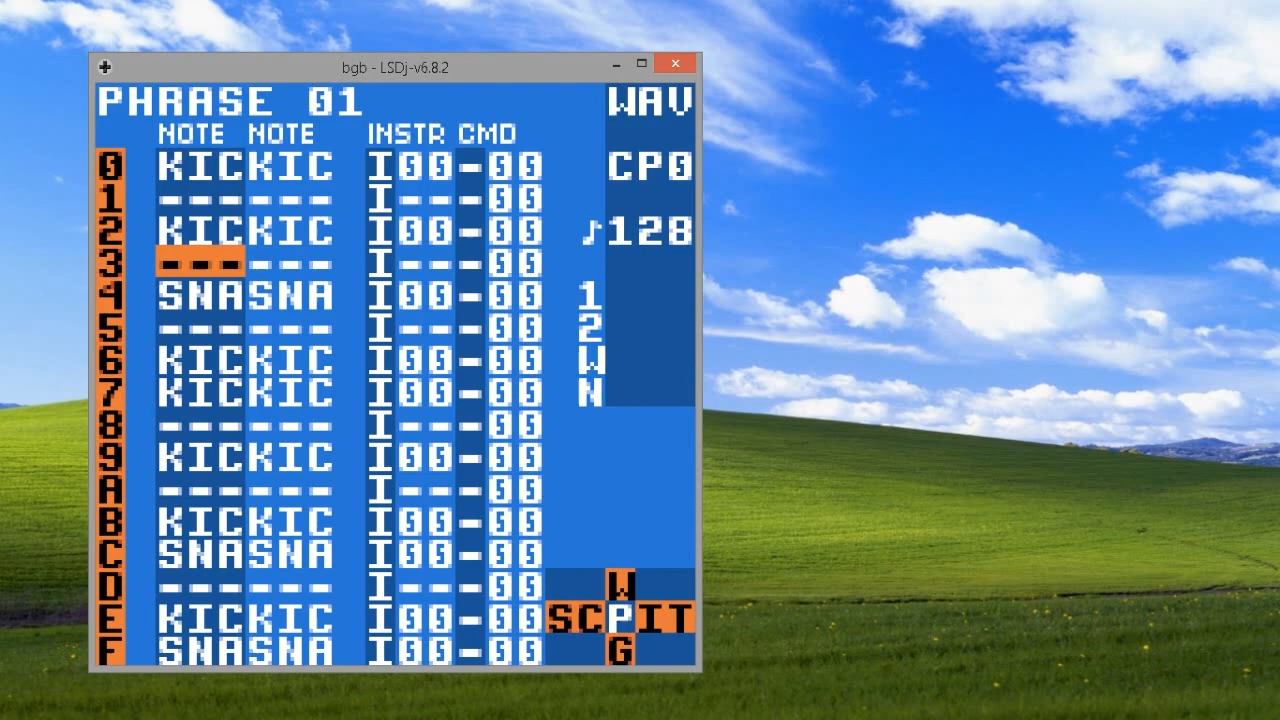 bgb - LSDj-v6.8.2
PHRASE 01 WAV
NOTE NOTE INSTR CMD
0 KICKIC I00-00 CP0
1 ------ I---00
2 KICKIC I00-00 ♪128
3 ------ I---00
4 SNASNA I00-00 1
5 ------ I---00 2
6 KICKIC I00-00 W
7 KICKIC I00-00 N
8 ------ I---00
9 KICKIC I00-00
A ------ I---00
B KICKIC I00-00
C SNASNA I00-00
D ------ I---00 W
E KICKIC I00-00 SCPIT
F SNASNA I00-00 G